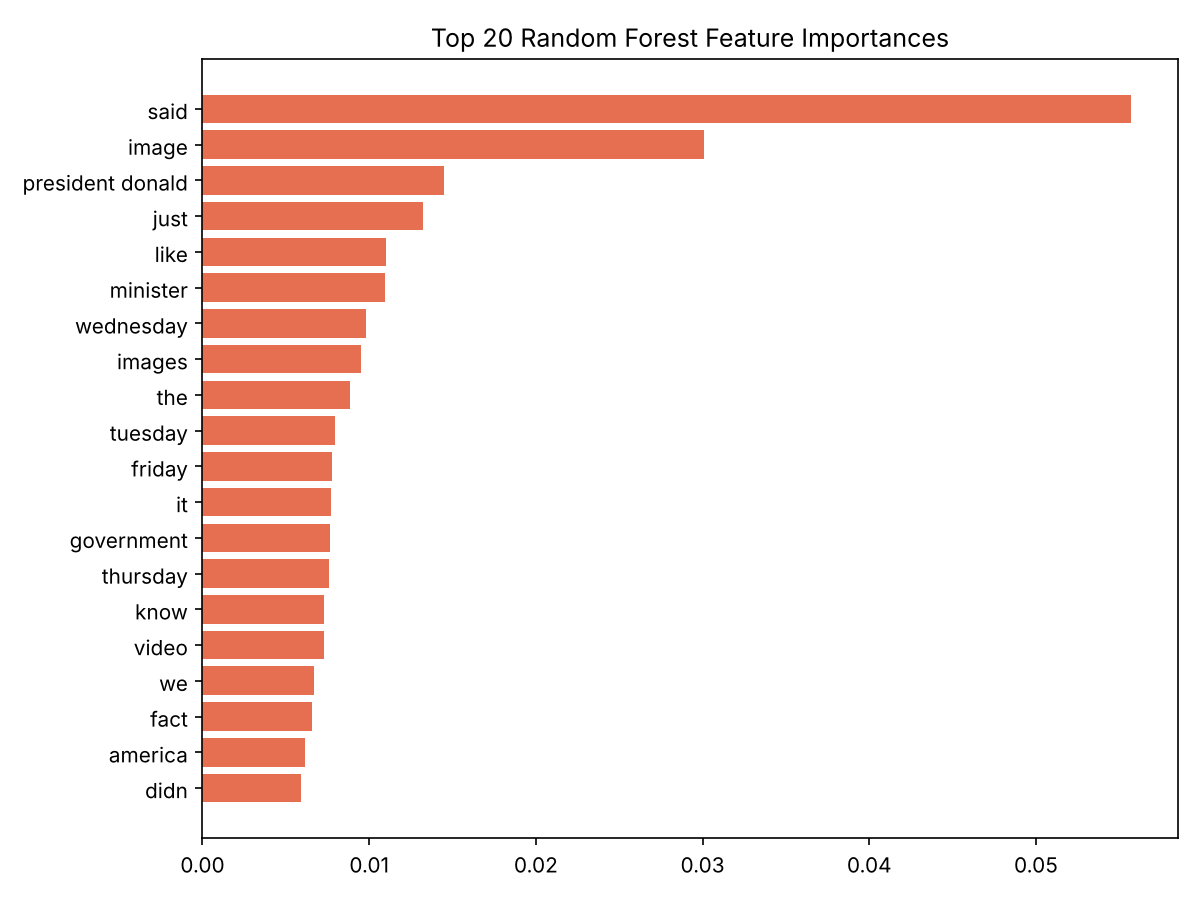 Top 20 Random Forest Feature Importances
said
image
president donald
just
like
minister
wednesday
images
the
tuesday
friday
it
government
thursday
know
video
we
fact
america
didn
0.00 0.01 0.02 0.03 0.04 0.05